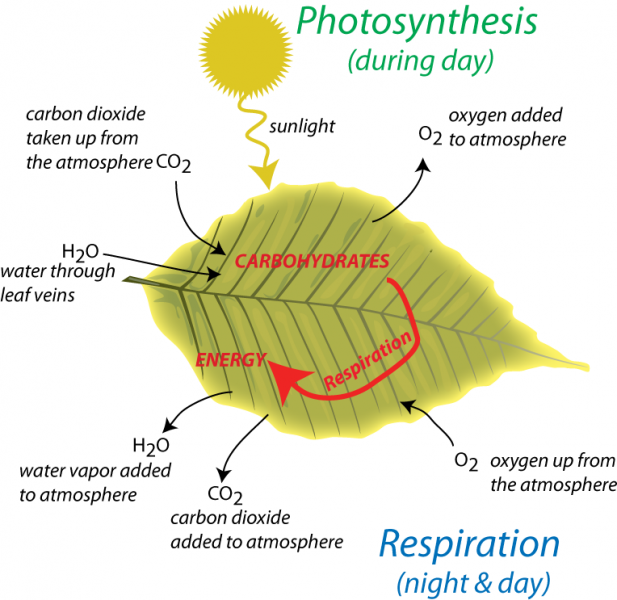 Photosynthesis
(during day)
carbon dioxide
taken up from
the atmosphere CO2
sunlight
oxygen added
O2 to atmosphere
H2O
water through
leaf veins
CARBOHYDRATES
Respiration
ENERGY
H2O
water vapor added
to atmosphere
CO2
carbon dioxide
added to atmosphere
O2 oxygen up from
the atmosphere
Respiration
(night & day)